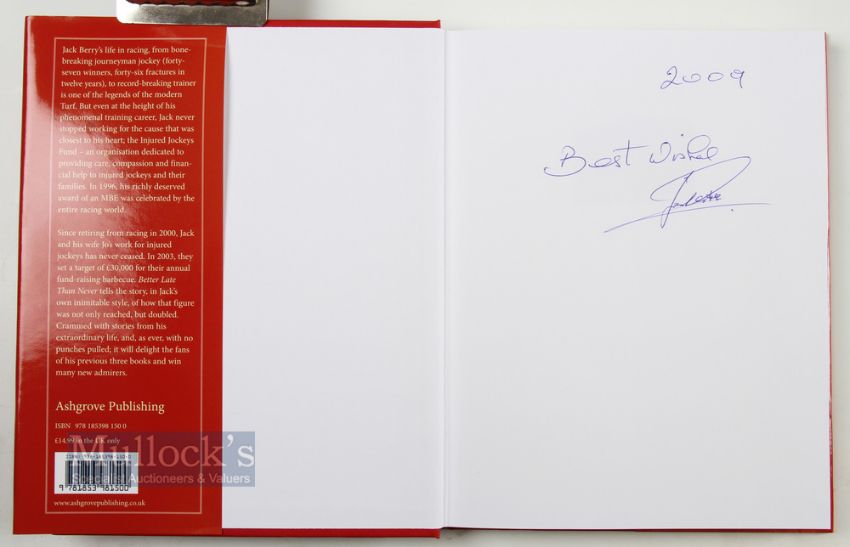 Jack Berry's life in racing, from bone-
breaking journeyman jockey (forty-
seven winners, forty-six fractures in
twelve years), to record-breaking trainer
is one of the legends of the modern
Turf. But even at the height of his
phenomenal training career, Jack never
stopped working for the cause that was
closest to his heart; the Injured Jockeys
Fund – an organisation dedicated to
providing care, compassion and finan-
cial help to injured jockeys and their
families. In 1996, his richly deserved
award of an MBE was celebrated by the
entire racing world.
Since retiring from racing in 2000, Jack
and his wife Jo's work for injured
jockeys has never ceased. In 2003, they
set a target of £30,000 for their annual
fund-raising barbecue. Better Late
Than Never tells the story, in Jack's
own inimitable style, of how that figure
was not only reached, but doubled.
Crammed with stories from his
extraordinary life, and, as ever, with no
punches pulled; it will delight the fans
of his previous three books and win
many new admirers.
Ashgrove Publishing
ISBN 978 185398 150 0
£14.99 in the UK only
ISBN 978-185398-150-0
9 781853 981500
www.ashgrovepublishing.co.uk
Mullock's
Specialist Auctioneers & Valuers
2009
Best Wishes